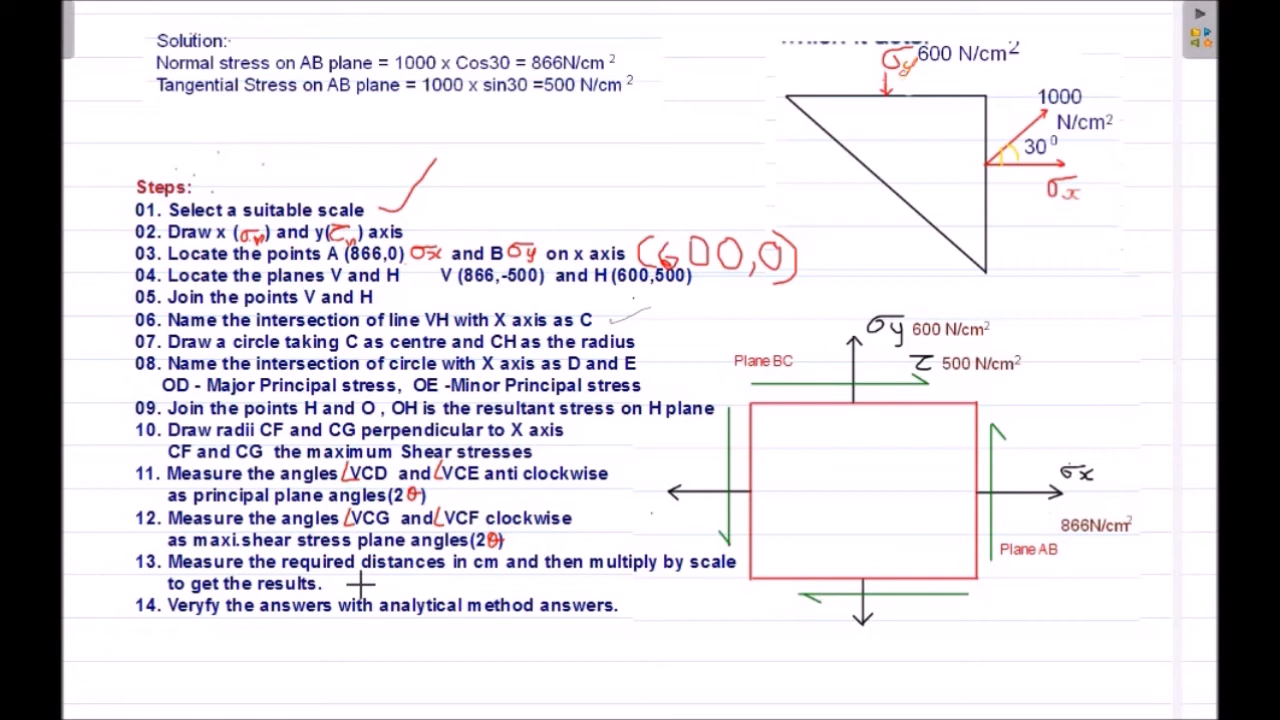 Solution:
Normal stress on AB plane = 1000 x Cos30 = 866N/cm 2
Tangential Stress on AB plane = 1000 x sin30 =500 N/cm 2
σy 600 N/cm2
1000
N/cm2
30 0
σx
Steps:
01. Select a suitable scale
02. Draw x (σn) and y(τn) axis
03. Locate the points A (866,0) σx and B σy on x axis (600,0)
04. Locate the planes V and H V (866,-500) and H (600,500)
05. Join the points V and H
06. Name the intersection of line VH with X axis as C
07. Draw a circle taking C as centre and CH as the radius
08. Name the intersection of circle with X axis as D and E
OD - Major Principal stress, OE -Minor Principal stress
09. Join the points H and O , OH is the resultant stress on H plane
10. Draw radii CF and CG perpendicular to X axis
CF and CG the maximum Shear stresses
11. Measure the angles ∠VCD and ∠VCE anti clockwise
as principal plane angles(2θ)
12. Measure the angles ∠VCG and ∠VCF clockwise
as maxi.shear stress plane angles(2θ)
13. Measure the required distances in cm and then multiply by scale
to get the results.
14. Veryfy the answers with analytical method answers.
σy 600 N/cm2
Plane BC
τ 500 N/cm2
σx
866N/cm2
Plane AB